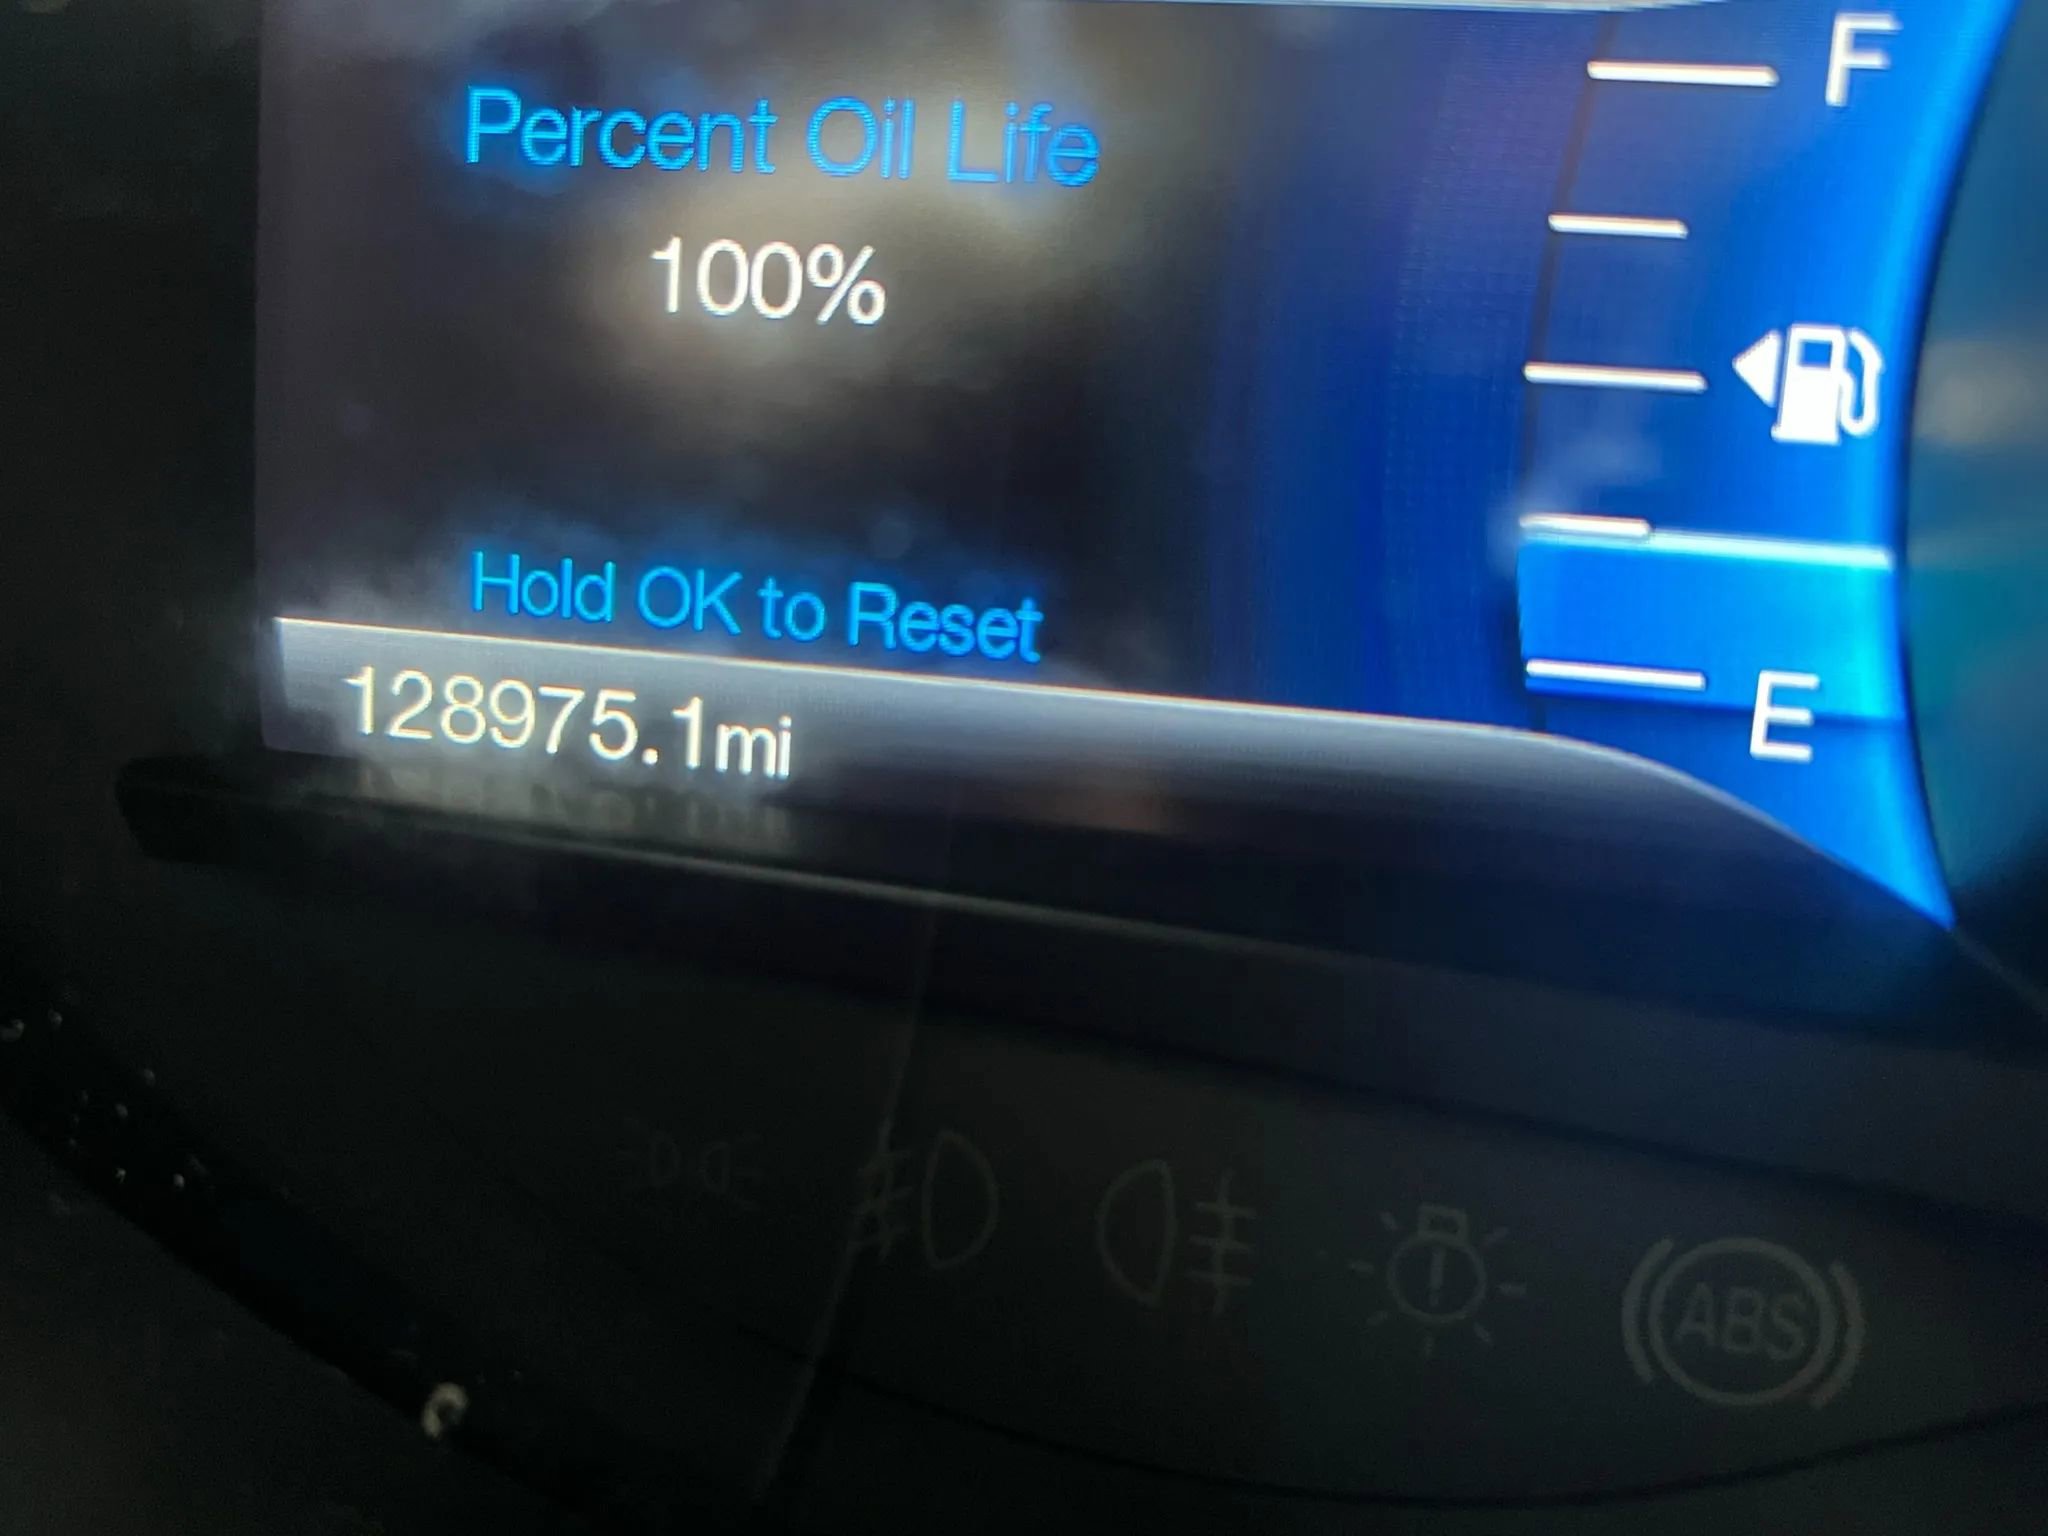 F
Percent Oil Life
100%
Hold OK to Reset
E
128975.1mi
ABS